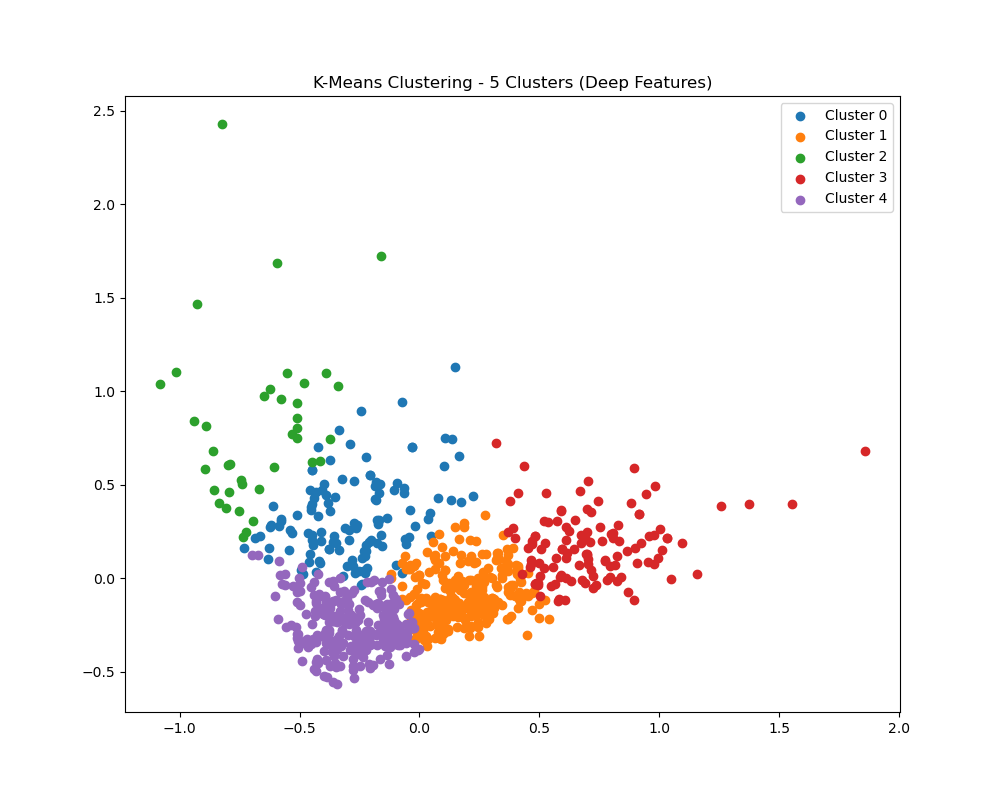 K-Means Clustering - 5 Clusters (Deep Features)
2.5
2.0
1.5
1.0
0.5
0.0
−0.5
−1.0 −0.5 0.0 0.5 1.0 1.5 2.0
Cluster 0
Cluster 1
Cluster 2
Cluster 3
Cluster 4